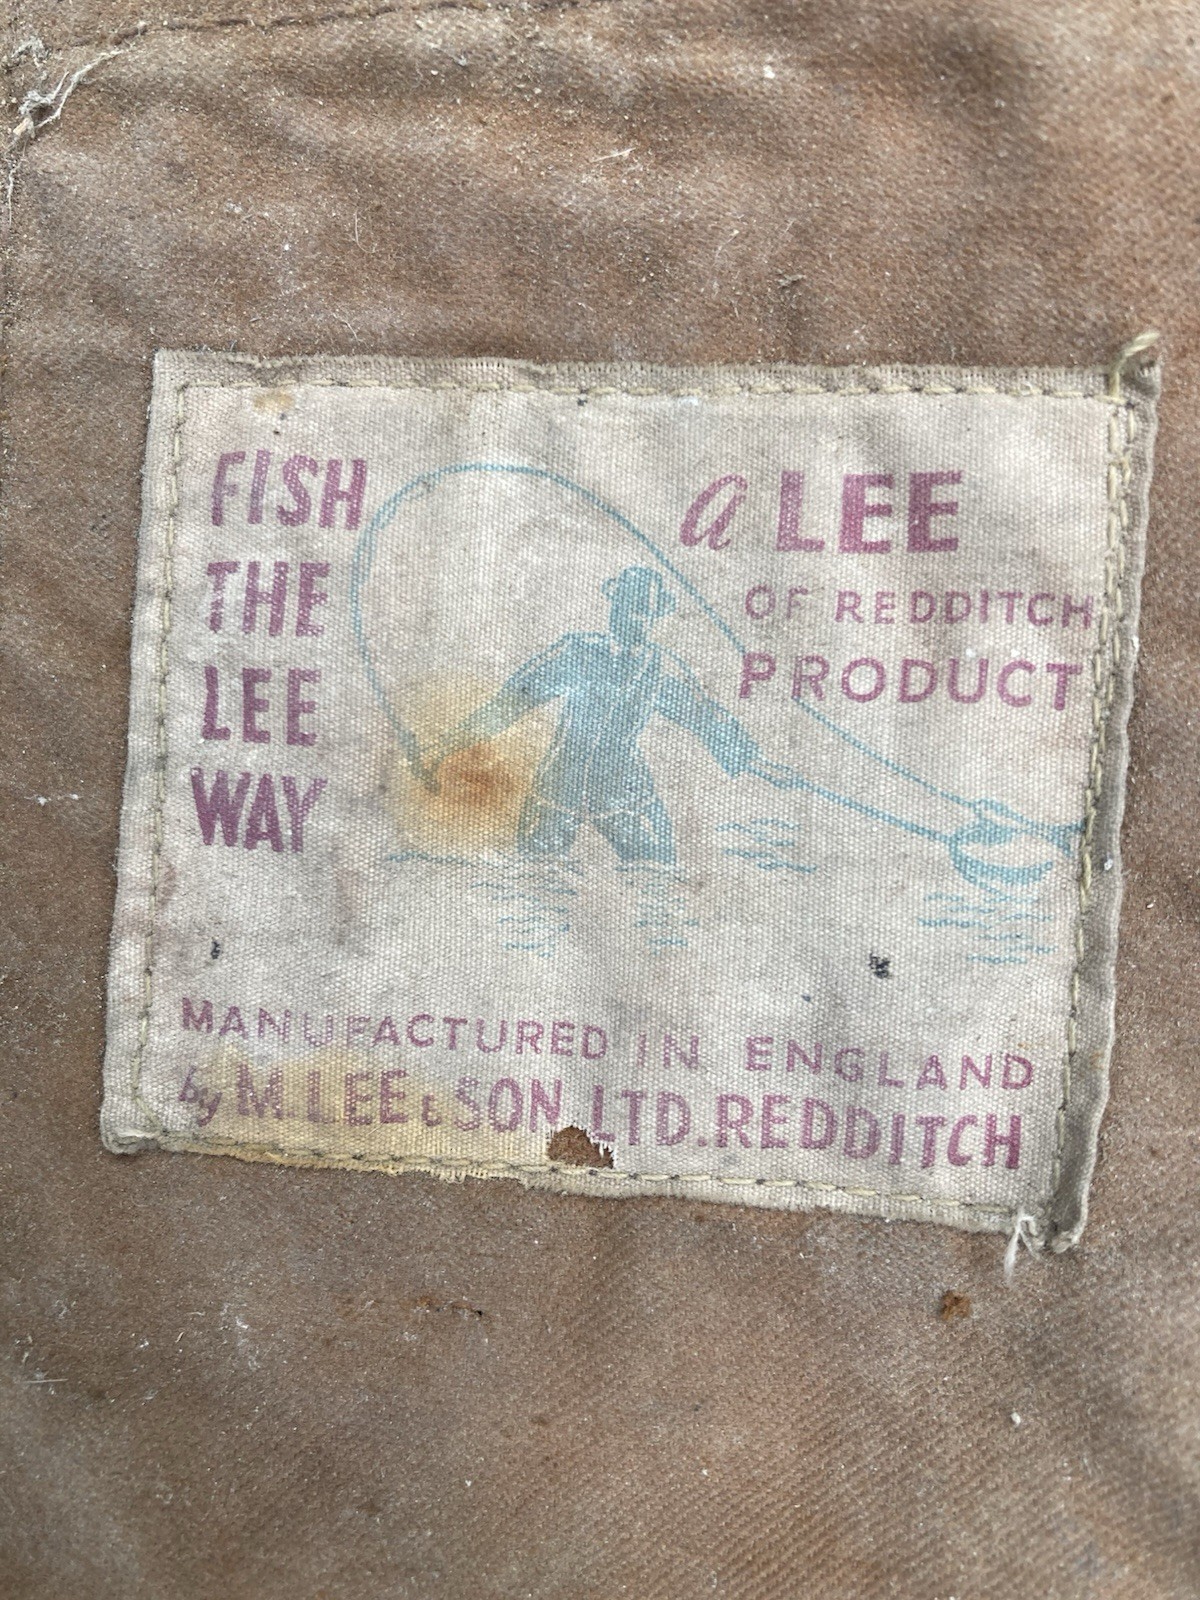 FISH
THE
LEE
WAY
a LEE
OF REDDITCH
PRODUCT
MANUFACTURED IN ENGLAND
by M. LEE & SON LTD. REDDITCH